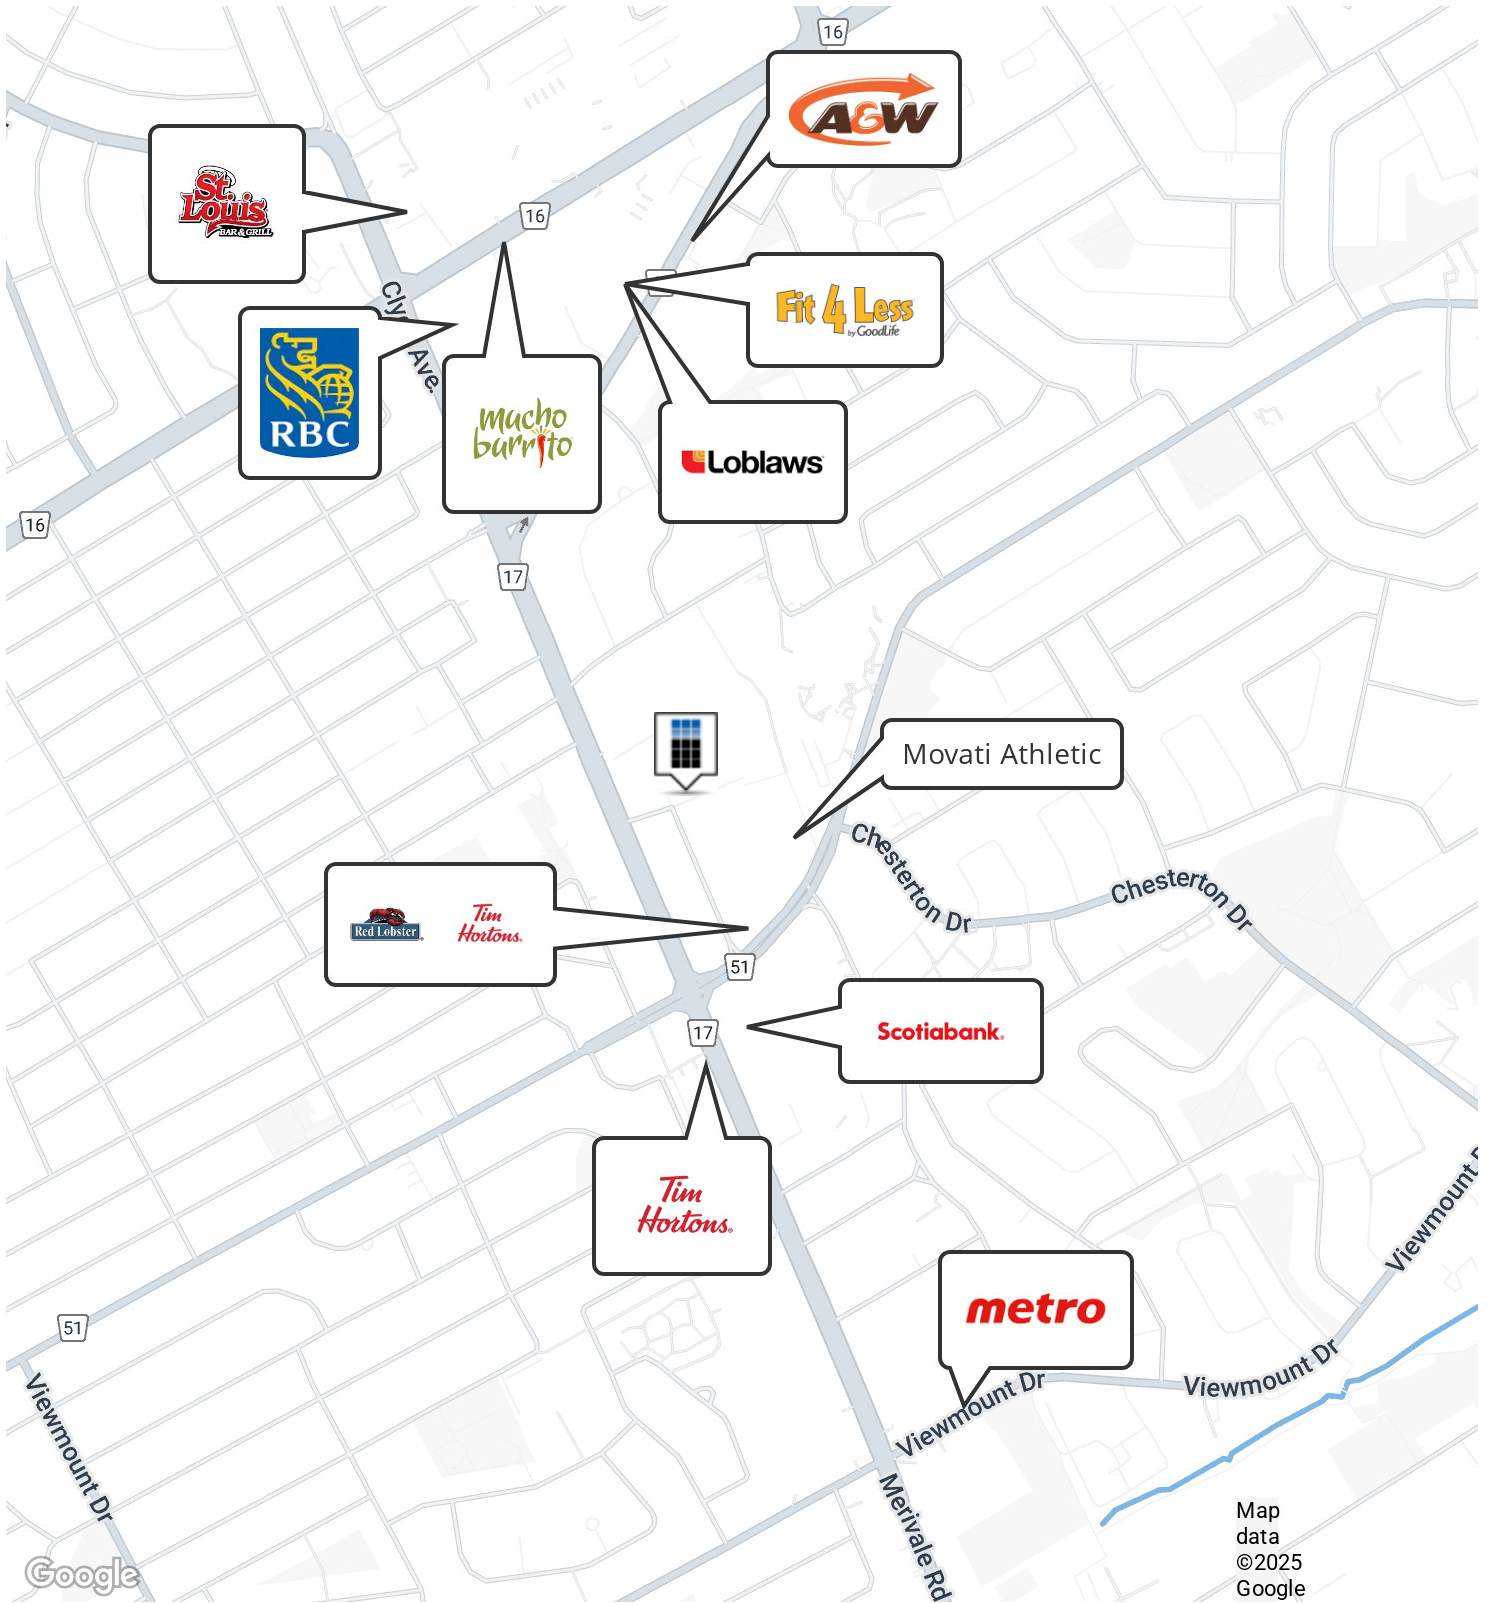 16
A&W
St.
Louis
BAR & GRILL
16
Fit 4 Less
by GoodLife
Ave.
RBC
mucho
burrito
Loblaws
16
17
Movati Athletic
Chesterton Dr
Chesterton Dr
Red Lobster
Tim
Hortons
51
17
Scotiabank
Tim
Hortons
Viewmount
metro
51
Viewmount Dr
Viewmount Dr
Viewmount Dr
Merivale Rd
Map
data
©2025
Google
Google